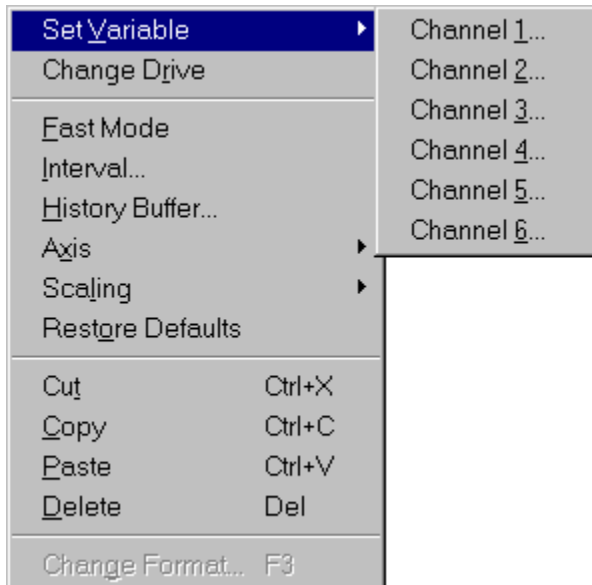 Set Variable
Change Drive
Fast Mode
Interval...
History Buffer...
Axis
Scaling
Restore Defaults
Cut Ctrl+X
Copy Ctrl+C
Paste Ctrl+V
Delete Del
Change Format... F3
Channel 1...
Channel 2...
Channel 3...
Channel 4...
Channel 5...
Channel 6...